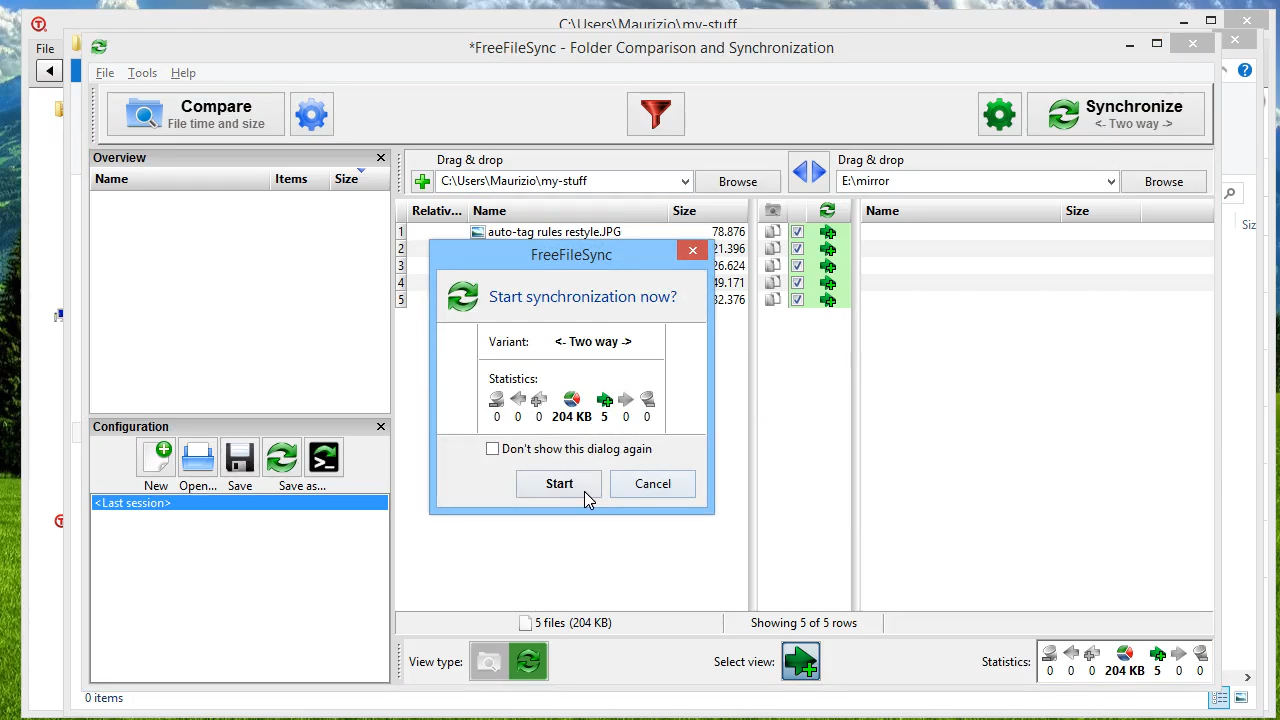 C:\Users\Maurizio\my-stuff
File
*FreeFileSync - Folder Comparison and Synchronization
File Tools Help
Compare
File time and size
Synchronize
<- Two way ->
Overview
Name Items Size
Drag & drop
C:\Users\Maurizio\my-stuff
Browse
Drag & drop
E:\mirror
Browse
Relativ... Name Size
Name Size
Siz
1 auto-tag rules restyle.JPG 78.876
2 21.396
3 26.624
4 49.171
5 32.376
FreeFileSync
Start synchronization now?
Variant: <- Two way ->
Statistics:
0 0 0 204 KB 5 0 0
Don't show this dialog again
Start Cancel
Configuration
New Open... Save Save as...
<Last session>
5 files (204 KB) Showing 5 of 5 rows
View type: Select view: Statistics:
0 0 0 204 KB 5 0 0
0 items